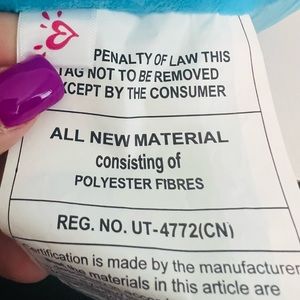 PENALTY OF LAW THIS
TAG NOT TO BE REMOVED
EXCEPT BY THE CONSUMER
ALL NEW MATERIAL
consisting of
POLYESTER FIBRES
REG. NO. UT-4772(CN)
Certification is made by the manufacturer
the materials in this article are